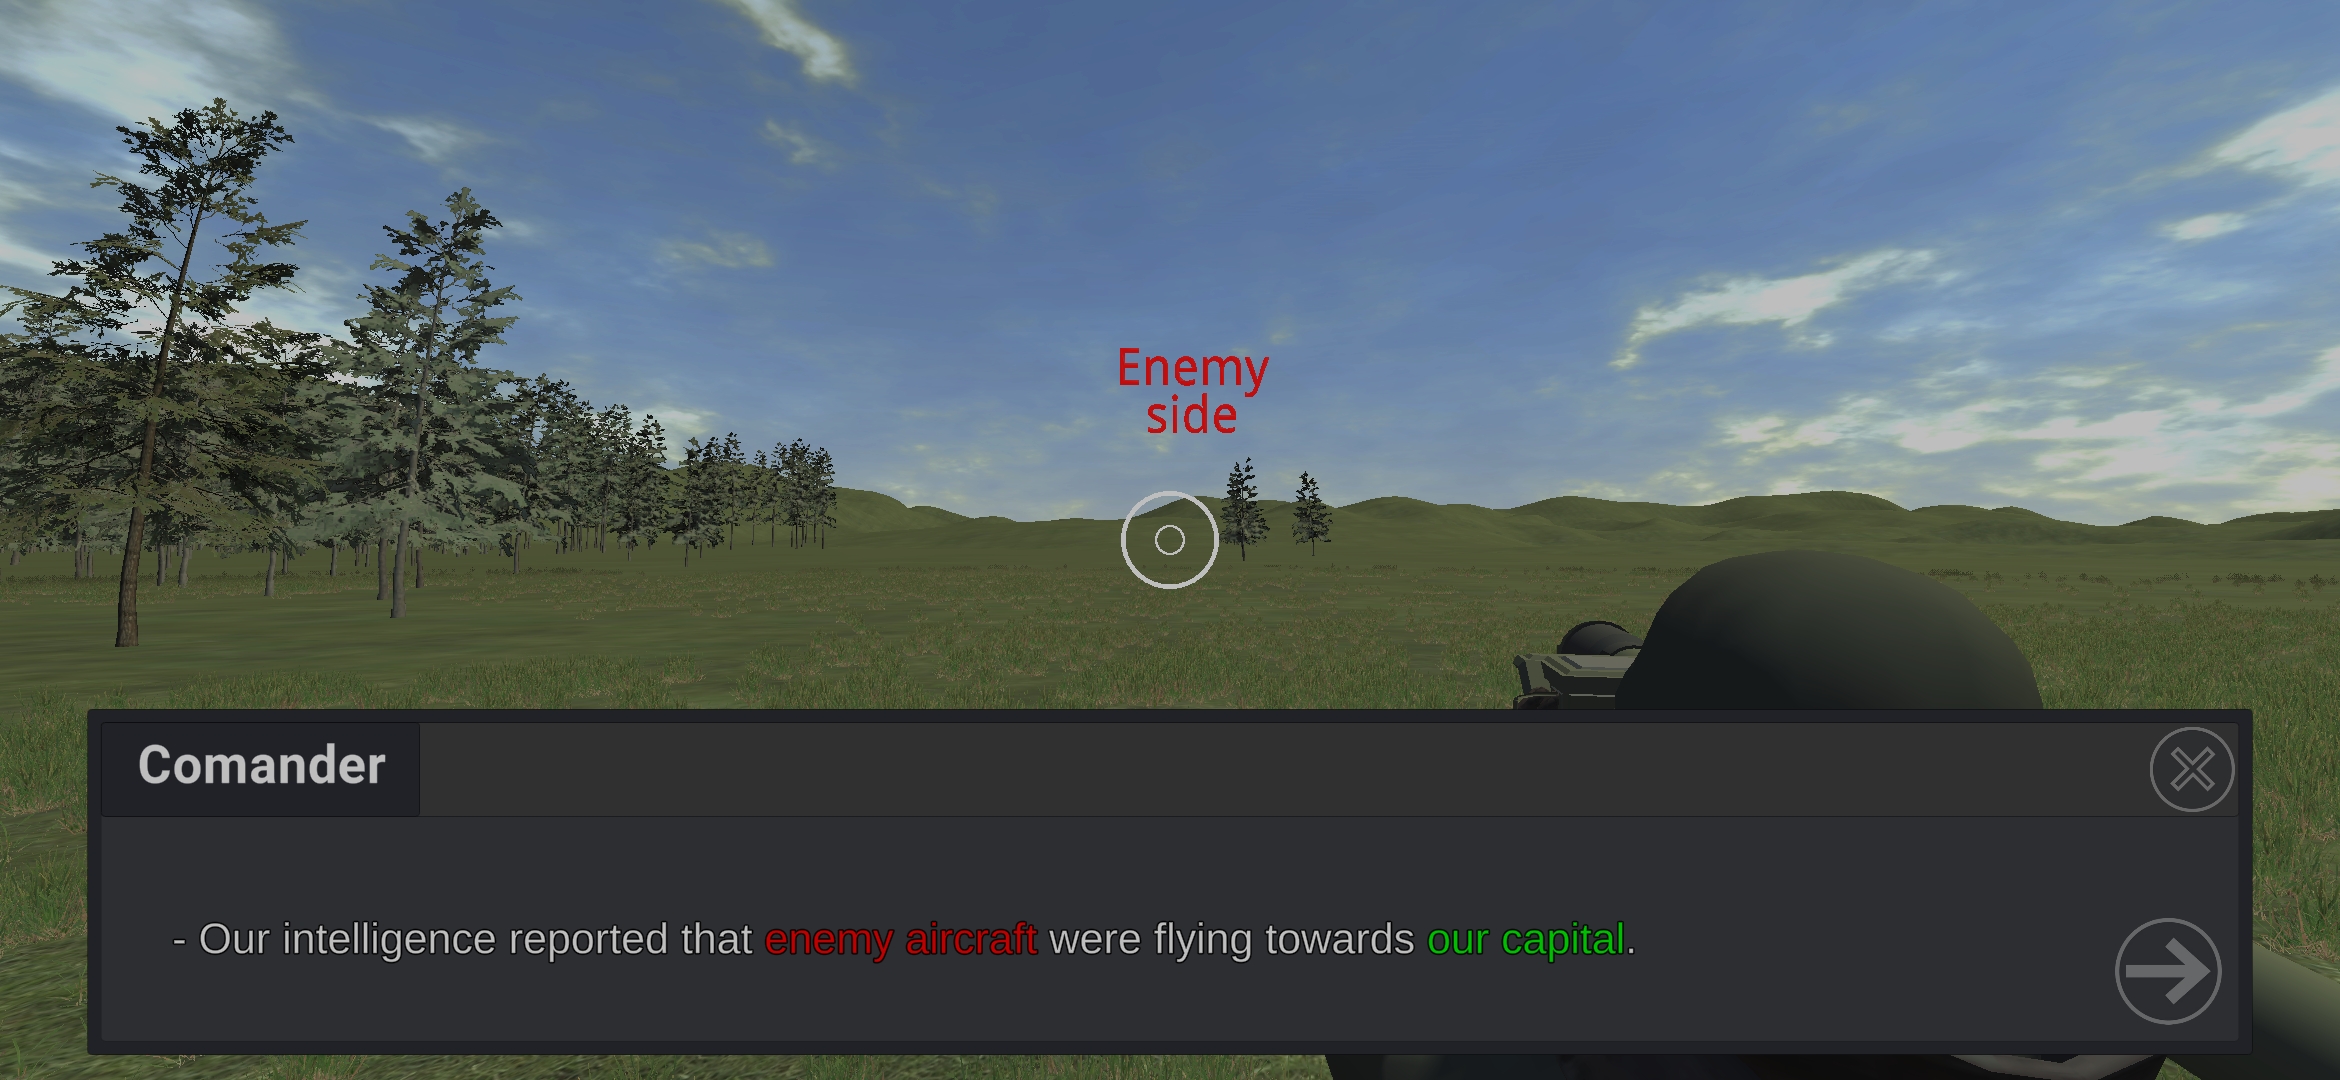 Enemy
side
Comander
- Our intelligence reported that enemy aircraft were flying towards our capital.